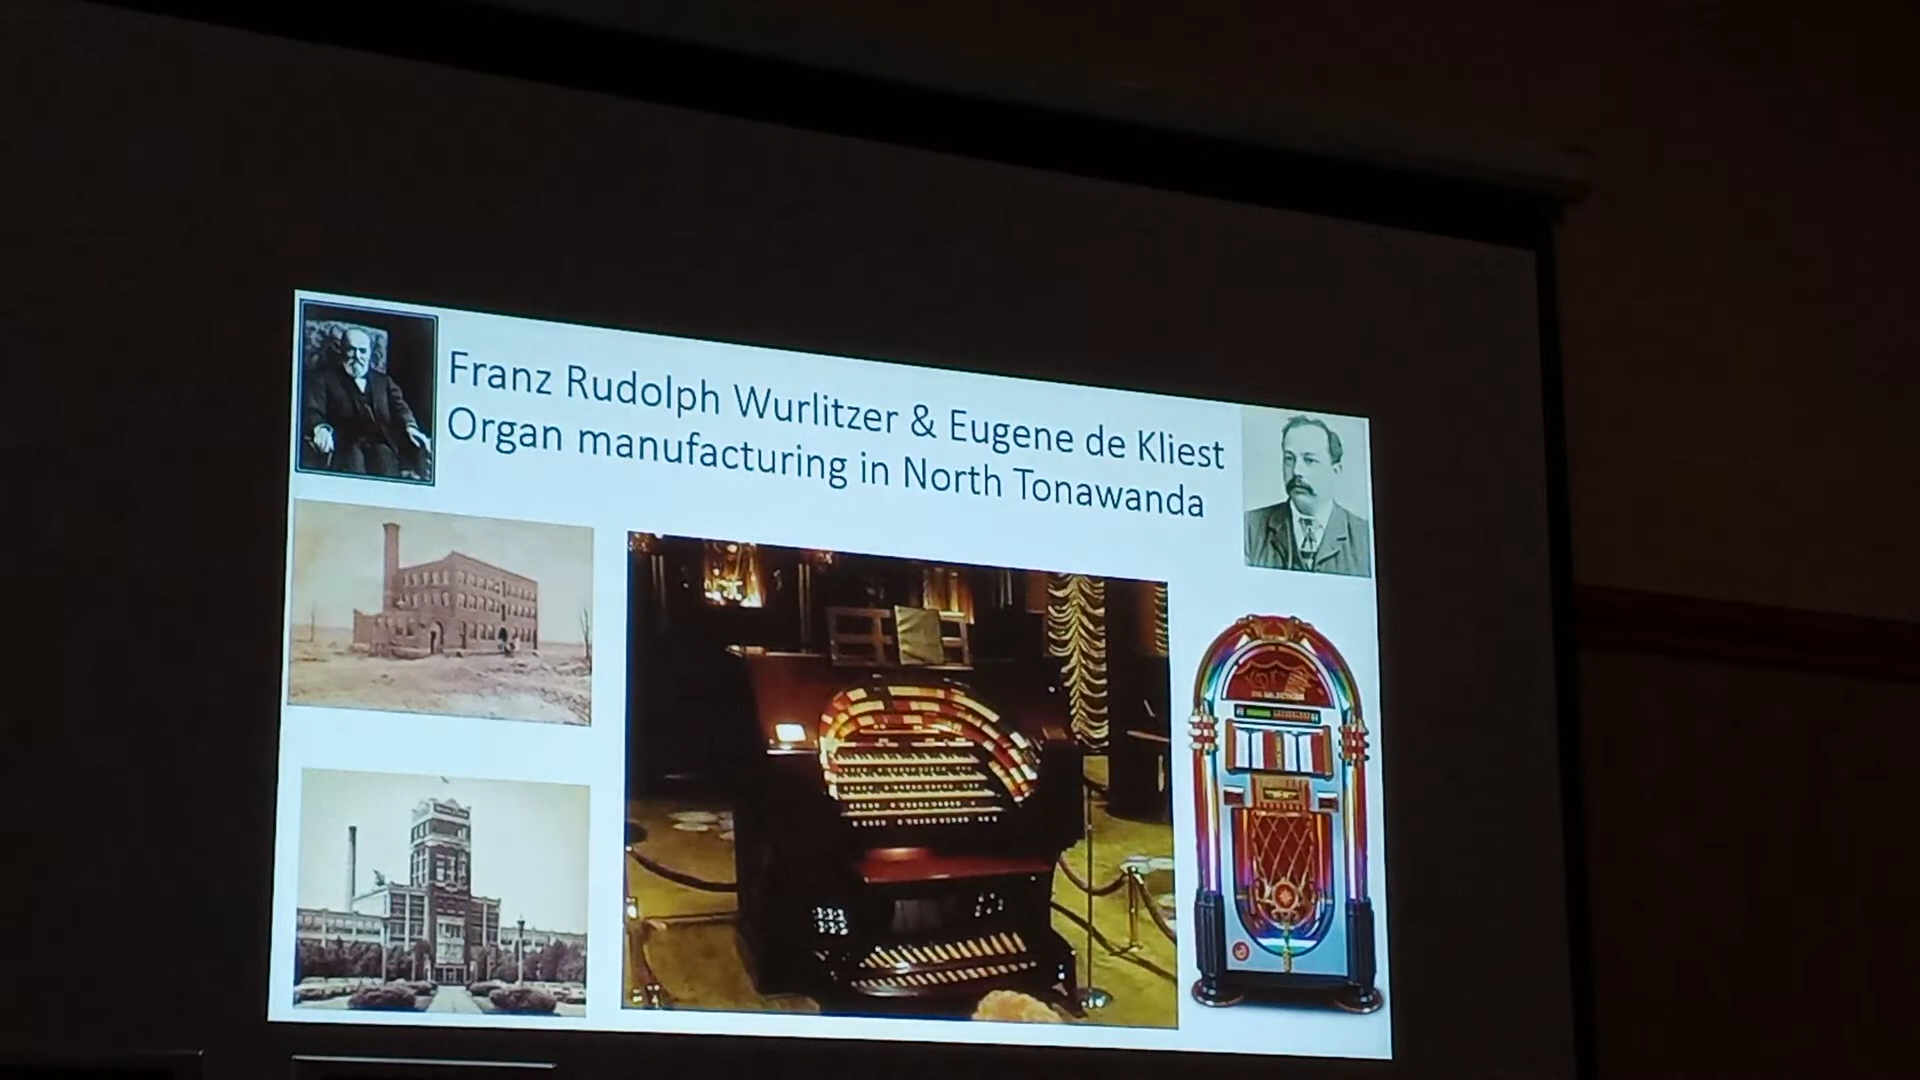 Franz Rudolph Wurlitzer & Eugene de Kliest
Organ manufacturing in North Tonawanda